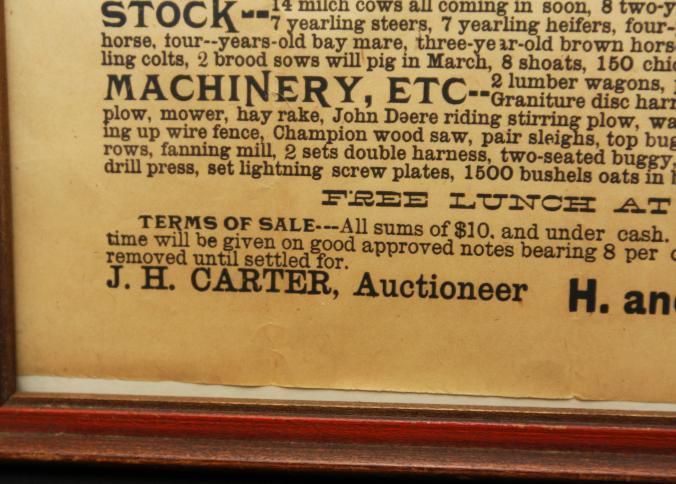 STOCK--14 milch cows all coming in soon, 8 two-y
7 yearling steers, 7 yearling heifers, four-
horse, four--years-old bay mare, three-year-old brown hors
ling colts, 2 brood sows will pig in March, 8 shoats, 150 chi
MACHINERY, ETC--2 lumber wagons,
Graniture disc har
plow, mower, hay rake, John Deere riding stirring plow, wa
ing up wire fence, Champion wood saw, pair sleighs, top bug
rows, fanning mill, 2 sets double harness, two-seated buggy,
drill press, set lightning screw plates, 1500 bushels oats in
FREE LUNCH AT
TERMS OF SALE---All sums of $10. and under cash.
time will be given on good approved notes bearing 8 per
removed until settled for.
J. H. CARTER, Auctioneer H. an